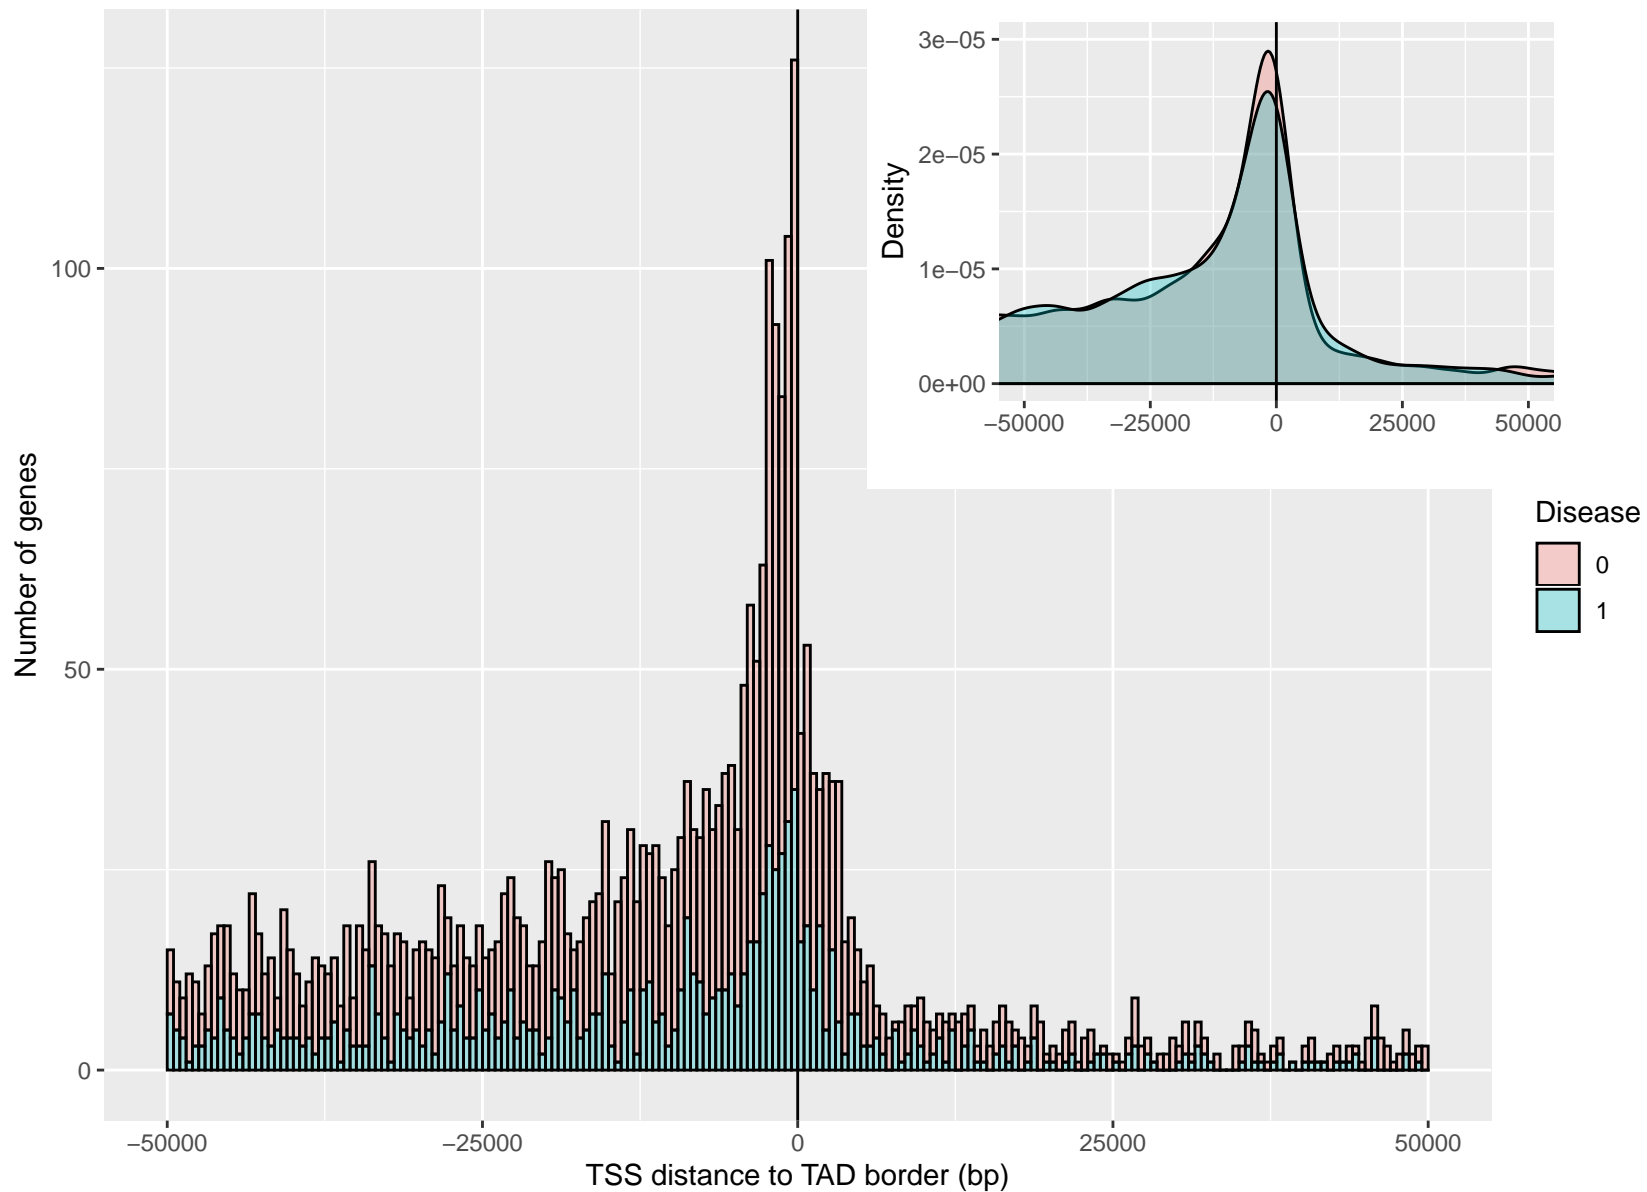 3e−05
2e−05
1e−05
0e+00
Density
−50000 −25000 0 25000 50000
100
50
0
Number of genes
−50000 −25000 0 25000 50000
TSS distance to TAD border (bp)
Disease
0
1